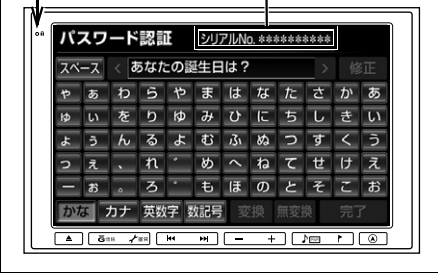 パスワード認証 シリアルNo. **********
スペース < あなたの誕生日は？ > 修正
ゃ ぁ わ ら や ま は な た さ か あ
ゅ ぃ を り ゆ み ひ に ち し き い
ょ ぅ ん る よ む ふ ぬ つ す く う
っ ぇ 、 れ ゛ め へ ね て せ け え
ー ぉ 。 ろ ゜ も ほ の と そ こ お
かな カナ 英数字 数記号 変換 無変換 完了